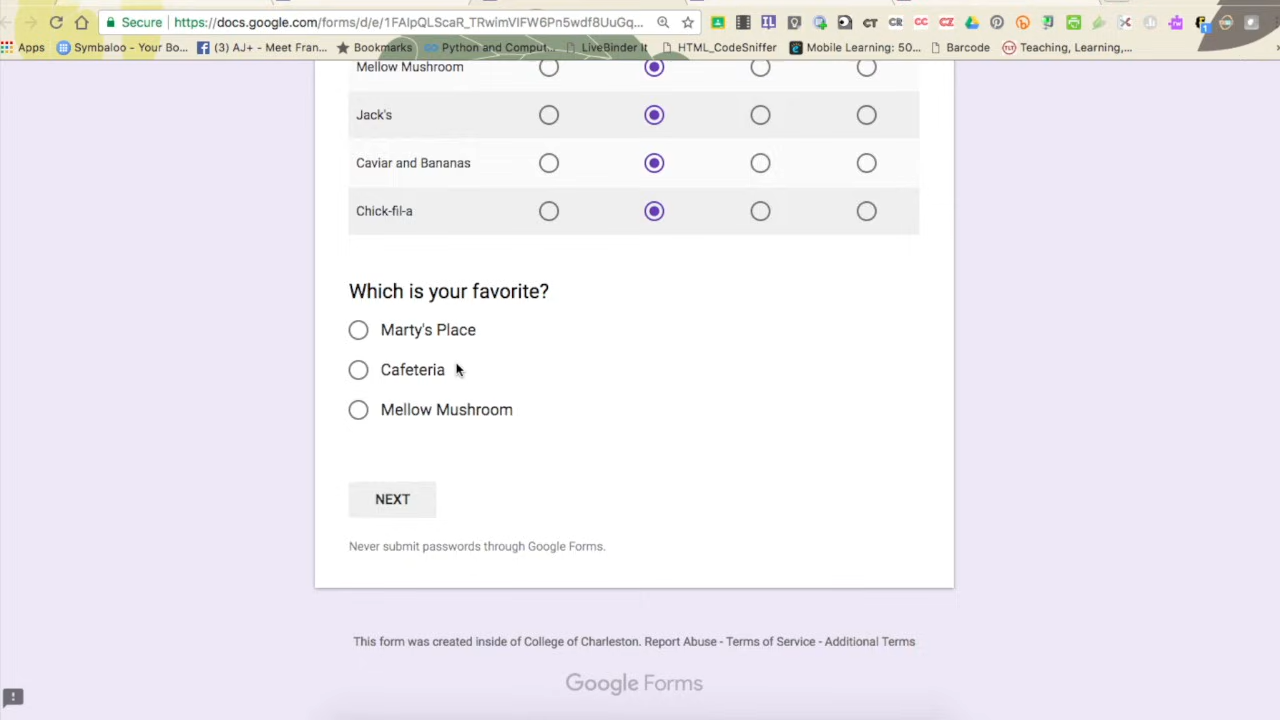 Secure https://docs.google.com/forms/d/e/1FAIpQLScaR_TRwimVlFW6Pn5wdf8UuGq...
Apps Symbaloo - Your Bo... (3) AJ+ - Meet Fran... Bookmarks Python and Comput... LiveBinder It HTML_CodeSniffer Mobile Learning: 50... Barcode Teaching, Learning,...
Mellow Mushroom
Jack's
Caviar and Bananas
Chick-fil-a
Which is your favorite?
Marty's Place
Cafeteria
Mellow Mushroom
NEXT
Never submit passwords through Google Forms.
This form was created inside of College of Charleston. Report Abuse - Terms of Service - Additional Terms
Google Forms